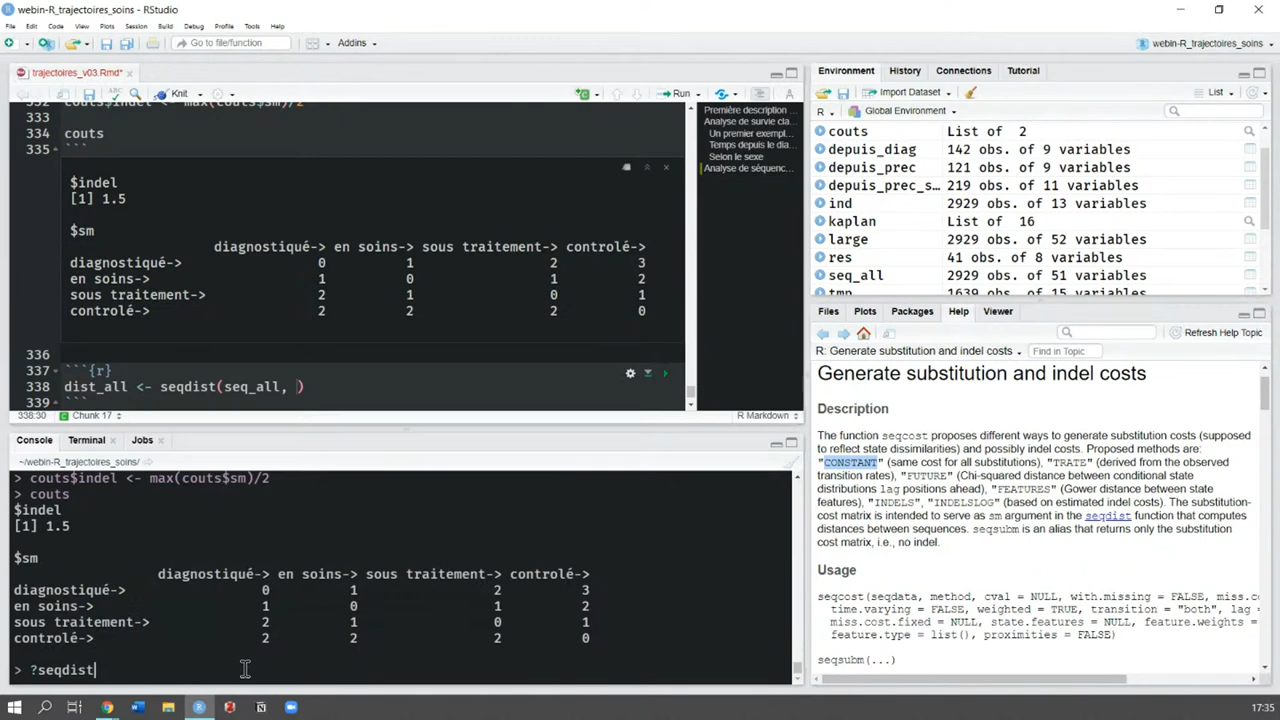 webin-R_trajectoires_soins - RStudio
File Edit Code View Plots Session Build Debug Profile Tools Help
Go to file/function Addins webin-R_trajectoires_soins
trajectoires_v03.Rmd*
Knit Run
332 couts$indel <- max(couts$sm)/2
333
334 couts
335 ```
$indel
[1] 1.5
$sm
diagnostiqué-> en soins-> sous traitement-> controlé->
diagnostiqué-> 0 1 2 3
en soins-> 1 0 1 2
sous traitement-> 2 1 0 1
controlé-> 2 2 2 0
336
337 ```{r}
338 dist_all <- seqdist(seq_all, )
339 ```
338:30 Chunk 17 R Markdown
Première description ...
Analyse de survie cla...
Un premier exempl...
Temps depuis le dia...
Selon le sexe
Analyse de séquenc...
Console Terminal Jobs
~/webin-R_trajectoires_soins/
> couts$indel <- max(couts$sm)/2
> couts
$indel
[1] 1.5
$sm
diagnostiqué-> en soins-> sous traitement-> controlé->
diagnostiqué-> 0 1 2 3
en soins-> 1 0 1 2
sous traitement-> 2 1 0 1
controlé-> 2 2 2 0
> ?seqdist
Environment History Connections Tutorial
Import Dataset List
R Global Environment
couts List of 2
depuis_diag 142 obs. of 9 variables
depuis_prec 121 obs. of 9 variables
depuis_prec_s... 219 obs. of 11 variables
ind 2929 obs. of 13 variables
kaplan List of 16
large 2929 obs. of 52 variables
res 41 obs. of 8 variables
seq_all 2929 obs. of 51 variables
tmp 1639 obs. of 15 variables
Files Plots Packages Help Viewer
Refresh Help Topic
R: Generate substitution and indel costs Find in Topic
Generate substitution and indel costs
Description
The function seqcost proposes different ways to generate substitution costs (supposed
to reflect state dissimilarities) and possibly indel costs. Proposed methods are:
"CONSTANT" (same cost for all substitutions), "TRATE" (derived from the observed
transition rates), "FUTURE" (Chi-squared distance between conditional state
distributions lag positions ahead), "FEATURES" (Gower distance between state
features), "INDELS", "INDELSLOG" (based on estimated indel costs). The substitution-
cost matrix is intended to serve as sm argument in the seqdist function that computes
distances between sequences. seqsubm is an alias that returns only the substitution
cost matrix, i.e., no indel.
Usage
seqcost(seqdata, method, cval = NULL, with.missing = FALSE, miss.c
time.varying = FALSE, weighted = TRUE, transition = "both", lag =
miss.cost.fixed = NULL, state.features = NULL, feature.weights =
feature.type = list(), proximities = FALSE)
seqsubm(...)
17:35